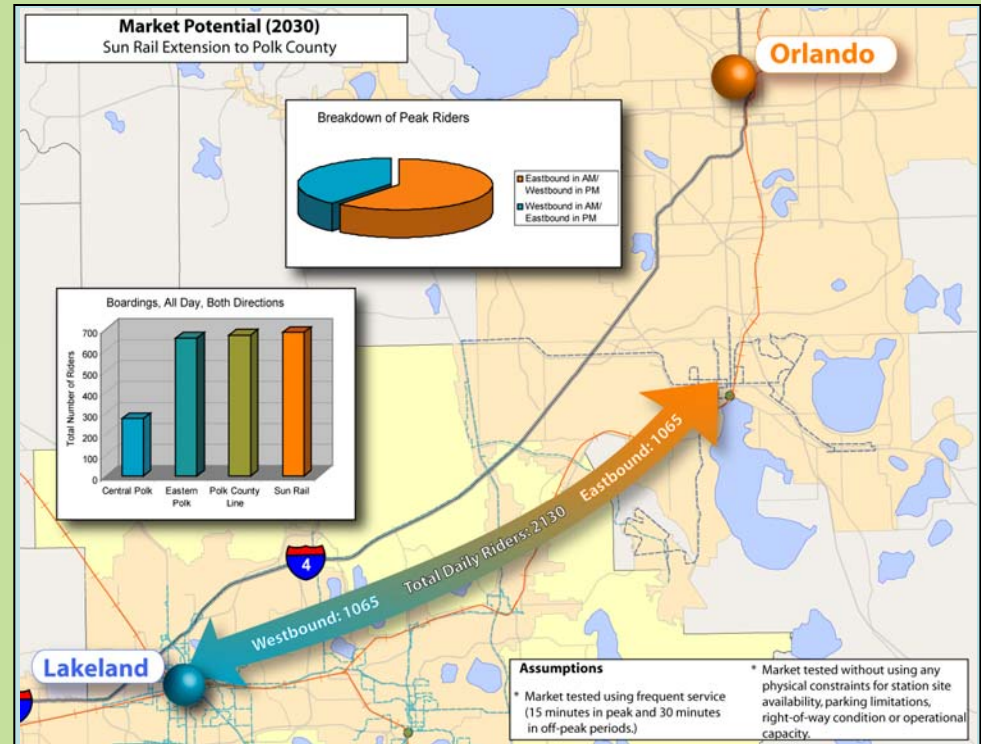 Market Potential (2030)
Sun Rail Extension to Polk County
Orlando
Breakdown of Peak Riders
Eastbound in AM/
Westbound in PM
Westbound in AM/
Eastbound in PM
Boardings, All Day, Both Directions
Total Number of Riders
700
600
500
400
300
200
100
0
Central Polk
Eastern
Polk
Polk County
Line
Sun Rail
4
Westbound: 1065 Total Daily Riders: 2130 Eastbound: 1065
Lakeland
Assumptions
* Market tested using frequent service
(15 minutes in peak and 30 minutes
in off-peak periods.)
* Market tested without using any
physical constraints for station site
availability, parking limitations,
right-of-way condition or operational
capacity.